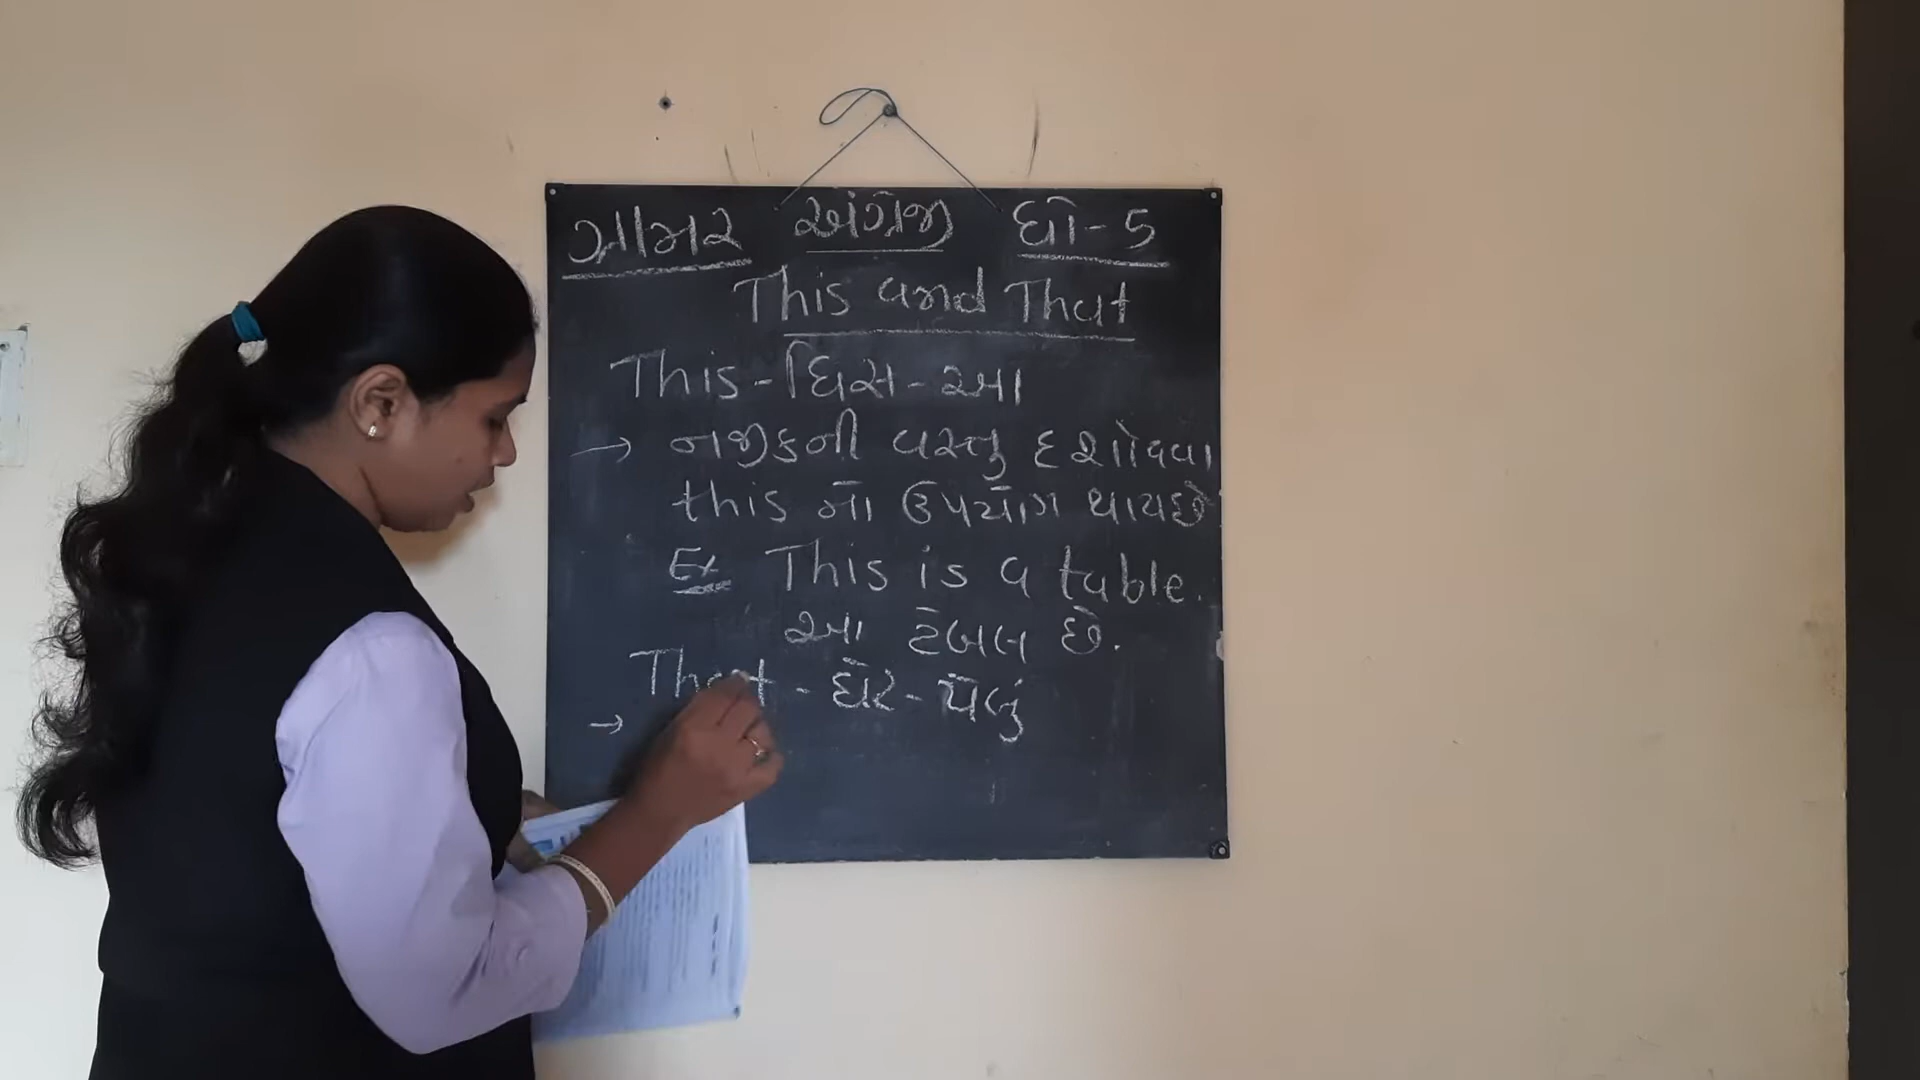 ગ્રામર અંગ્રેજી ધો-5
This and That
This-ધિસ-આ
→ નજીકની વસ્તુ દર્શાવવા
this નો ઉપયોગ થાયછે
Ex This is a table.
આ ટેબલ છે.
That - ધેટ - પેલું
→